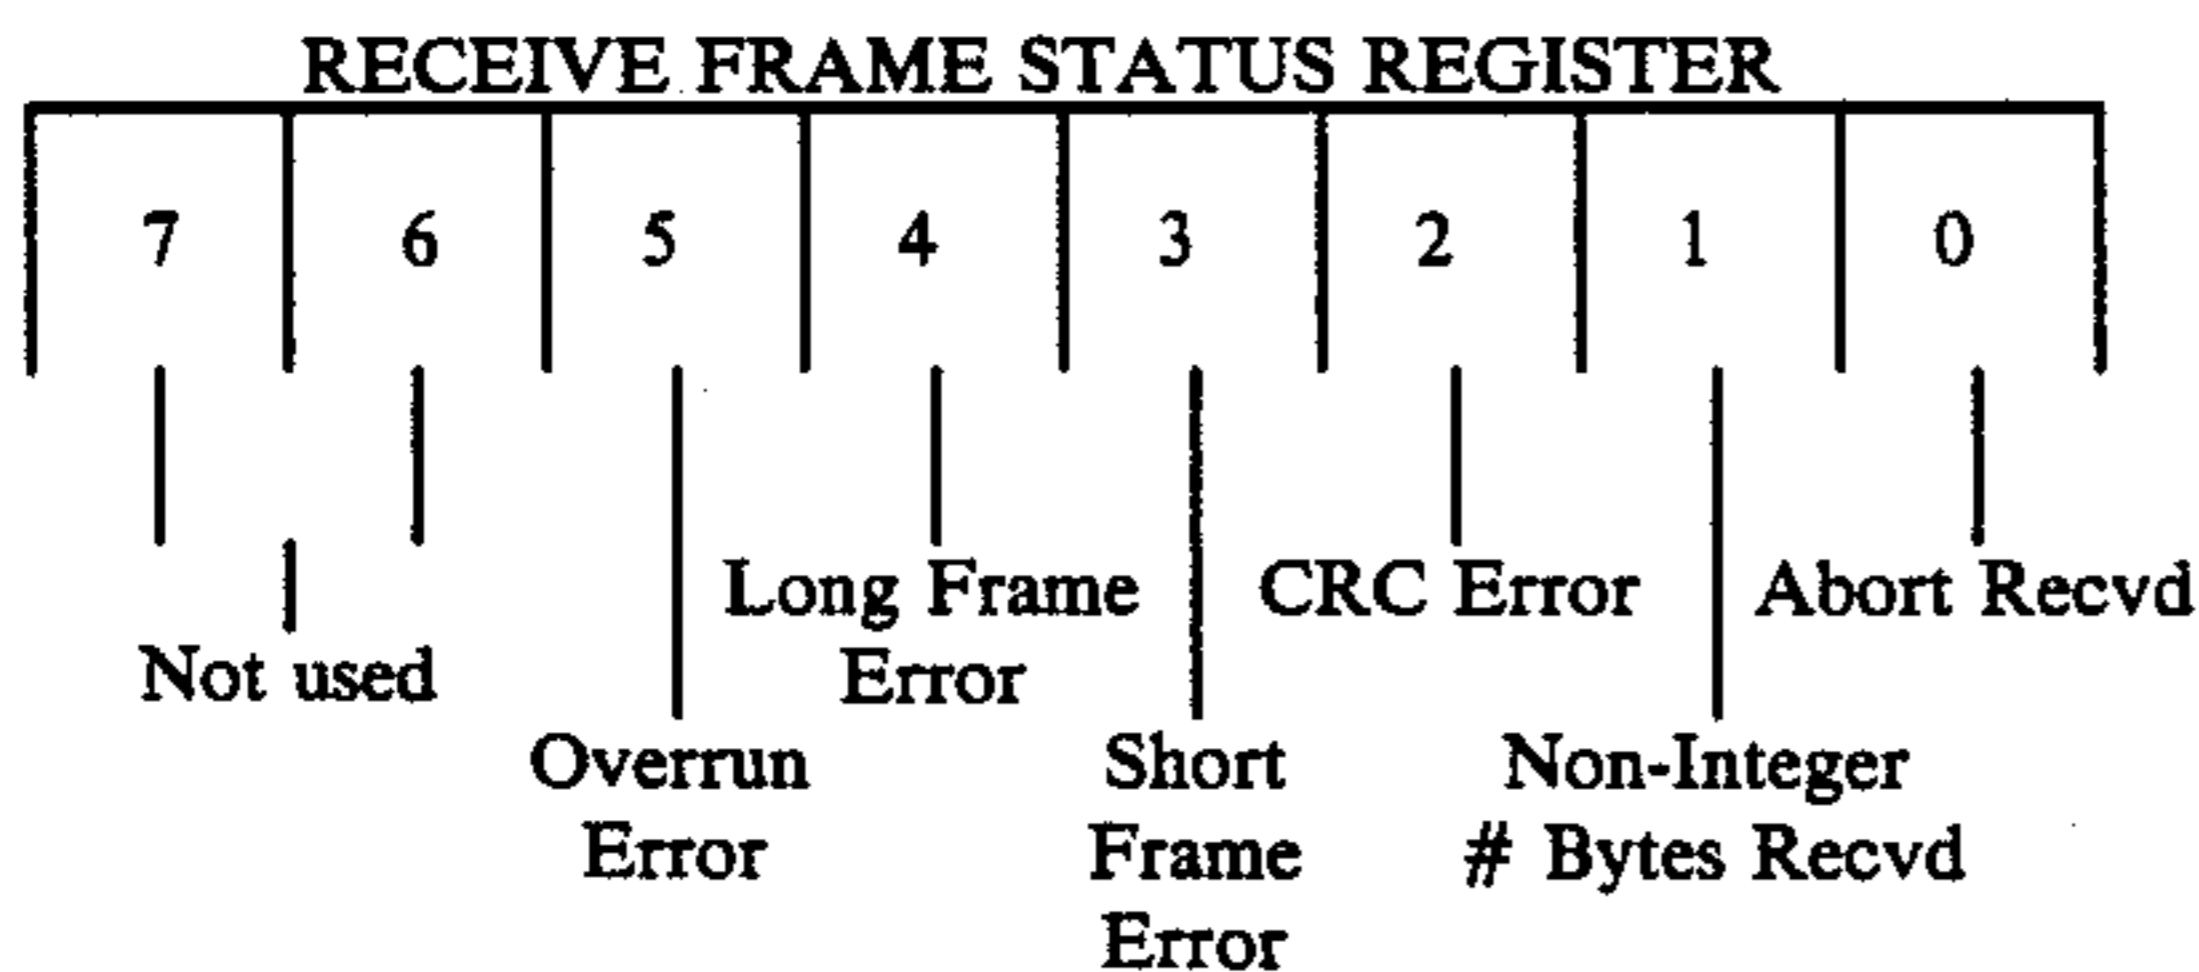 RECEIVE FRAME STATUS REGISTER
7 6 5 4 3 2 1 0
Long Frame
Error
CRC Error
Abort Recvd
Not used
Overrun
Error
Short
Frame
Error
Non-Integer
# Bytes Recvd